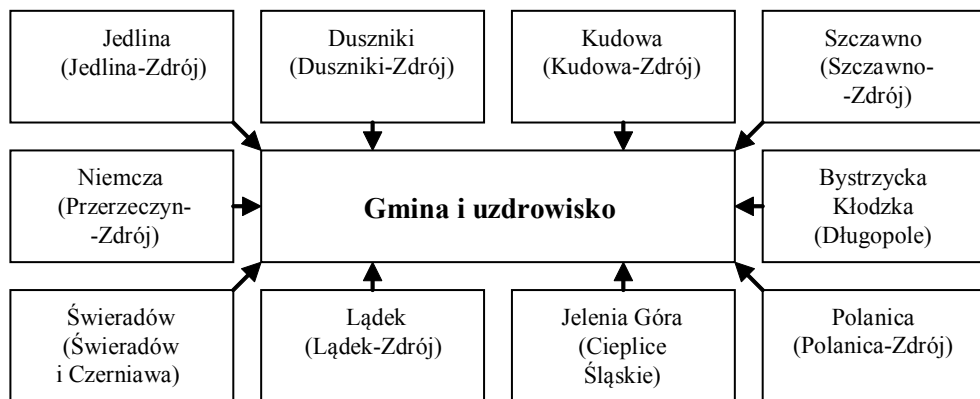 Jedlina
(Jedlina-Zdrój)
Duszniki
(Duszniki-Zdrój)
Kudowa
(Kudowa-Zdrój)
Szczawno
(Szczawno-
-Zdrój)
Niemcza
(Przerzeczyn-
-Zdrój)
Gmina i uzdrowisko
Bystrzycka
Kłodzka
(Długopole)
Świeradów
(Świeradów
i Czerniawa)
Lądek
(Lądek-Zdrój)
Jelenia Góra
(Cieplice
Śląskie)
Polanica
(Polanica-Zdrój)